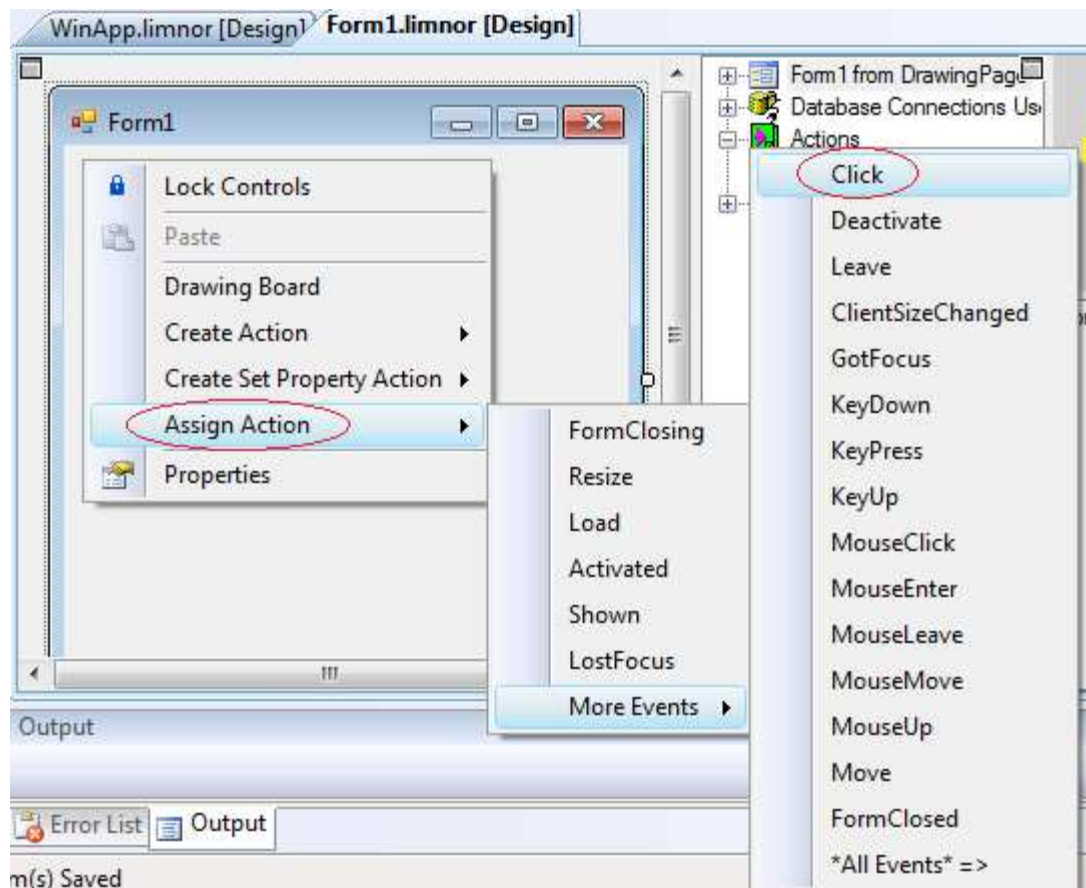 WinApp.limnor [Design]
Form1.limnor [Design]
Form1
Form1 from DrawingPage
Database Connections
Actions
Lock Controls
Paste
Drawing Board
Create Action
Create Set Property Action
Assign Action
Properties
FormClosing
Resize
Load
Activated
Shown
LostFocus
More Events
Click
Deactivate
Leave
ClientSizeChanged
GotFocus
KeyDown
KeyPress
KeyUp
MouseClick
MouseEnter
MouseLeave
MouseMove
MouseUp
Move
FormClosed
*All Events* =>
Output
Error List
Output
m(s) Saved